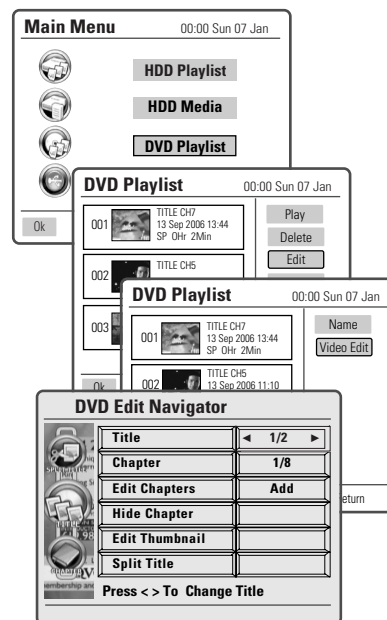 Main Menu 00:00 Sun 07 Jan
HDD Playlist
HDD Media
DVD Playlist
Ok
DVD Playlist 00:00 Sun 07 Jan
001 TITLE CH7
13 Sep 2006 13:44
SP OHr 2Min
002 TITLE CH5
003
Ok
Play
Delete
Edit
DVD Playlist 00:00 Sun 07 Jan
001 TITLE CH7
13 Sep 2006 13:44
SP OHr 2Min
002 TITLE CH5
13 Sep 2006 11:10
Name
Video Edit
eturn
DVD Edit Navigator
Title ◄ 1/2 ►
Chapter 1/8
Edit Chapters Add
Hide Chapter
Edit Thumbnail
Split Title
Press < > To Change Title